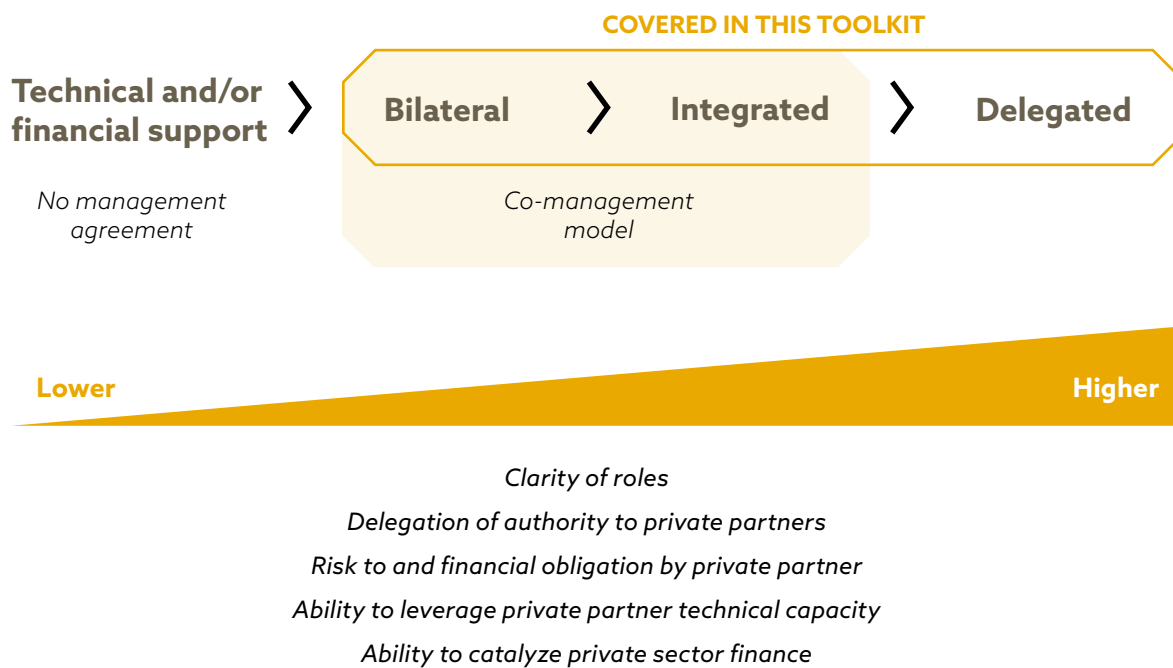 COVERED IN THIS TOOLKIT
Technical and/or
financial support
Bilateral
Integrated
Delegated
No management
agreement
Co-management
model
Lower
Higher
Clarity of roles
Delegation of authority to private partners
Risk to and financial obligation by private partner
Ability to leverage private partner technical capacity
Ability to catalyze private sector finance